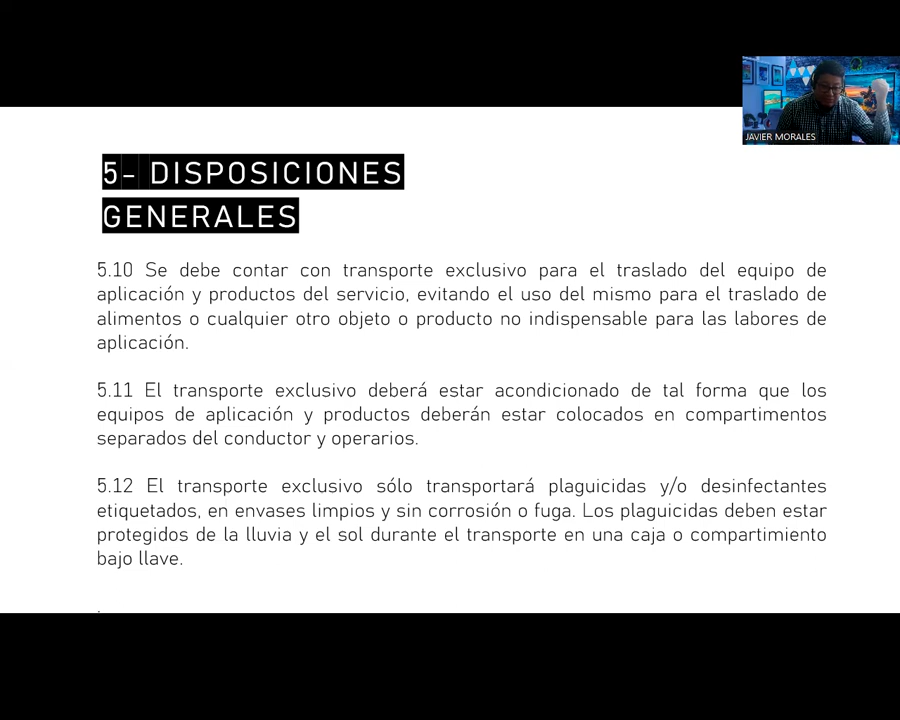 JAVIER MORALES
5- DISPOSICIONES
GENERALES
5.10 Se debe contar con transporte exclusivo para el traslado del equipo de
aplicación y productos del servicio, evitando el uso del mismo para el traslado de
alimentos o cualquier otro objeto o producto no indispensable para las labores de
aplicación.
5.11 El transporte exclusivo deberá estar acondicionado de tal forma que los
equipos de aplicación y productos deberán estar colocados en compartimentos
separados del conductor y operarios.
5.12 El transporte exclusivo sólo transportará plaguicidas y/o desinfectantes
etiquetados, en envases limpios y sin corrosión o fuga. Los plaguicidas deben estar
protegidos de la lluvia y el sol durante el transporte en una caja o compartimiento
bajo llave.
.